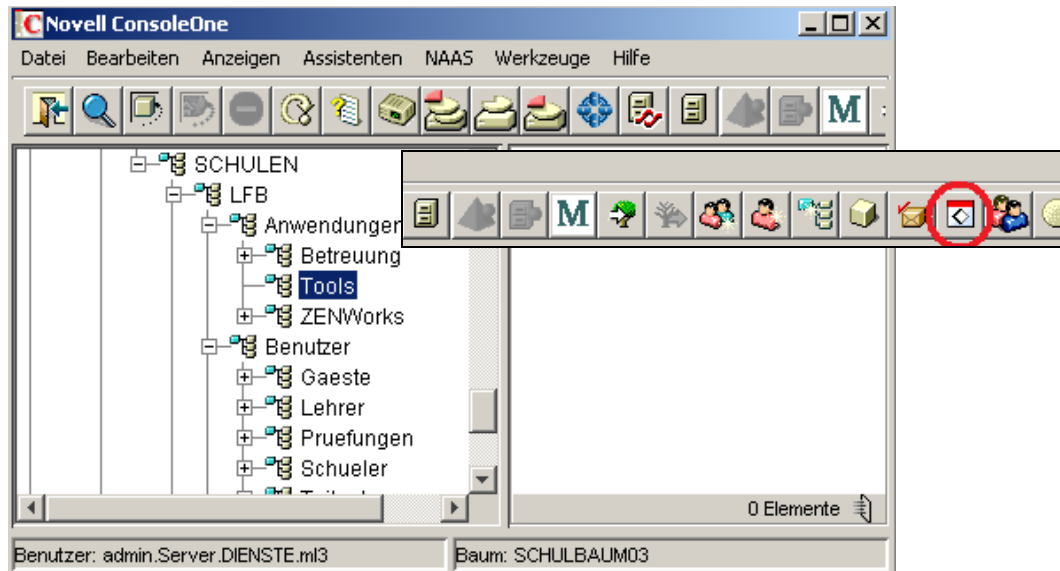 Novell ConsoleOne
Datei Bearbeiten Anzeigen Assistenten NAAS Werkzeuge Hilfe
M
SCHULEN
LFB
Anwendungen
M
Betreuung
Tools
ZENWorks
Benutzer
Gaeste
Lehrer
Pruefungen
Schueler
0 Elemente
Benutzer: admin.Server.DIENSTE.ml3 Baum: SCHULBAUM03